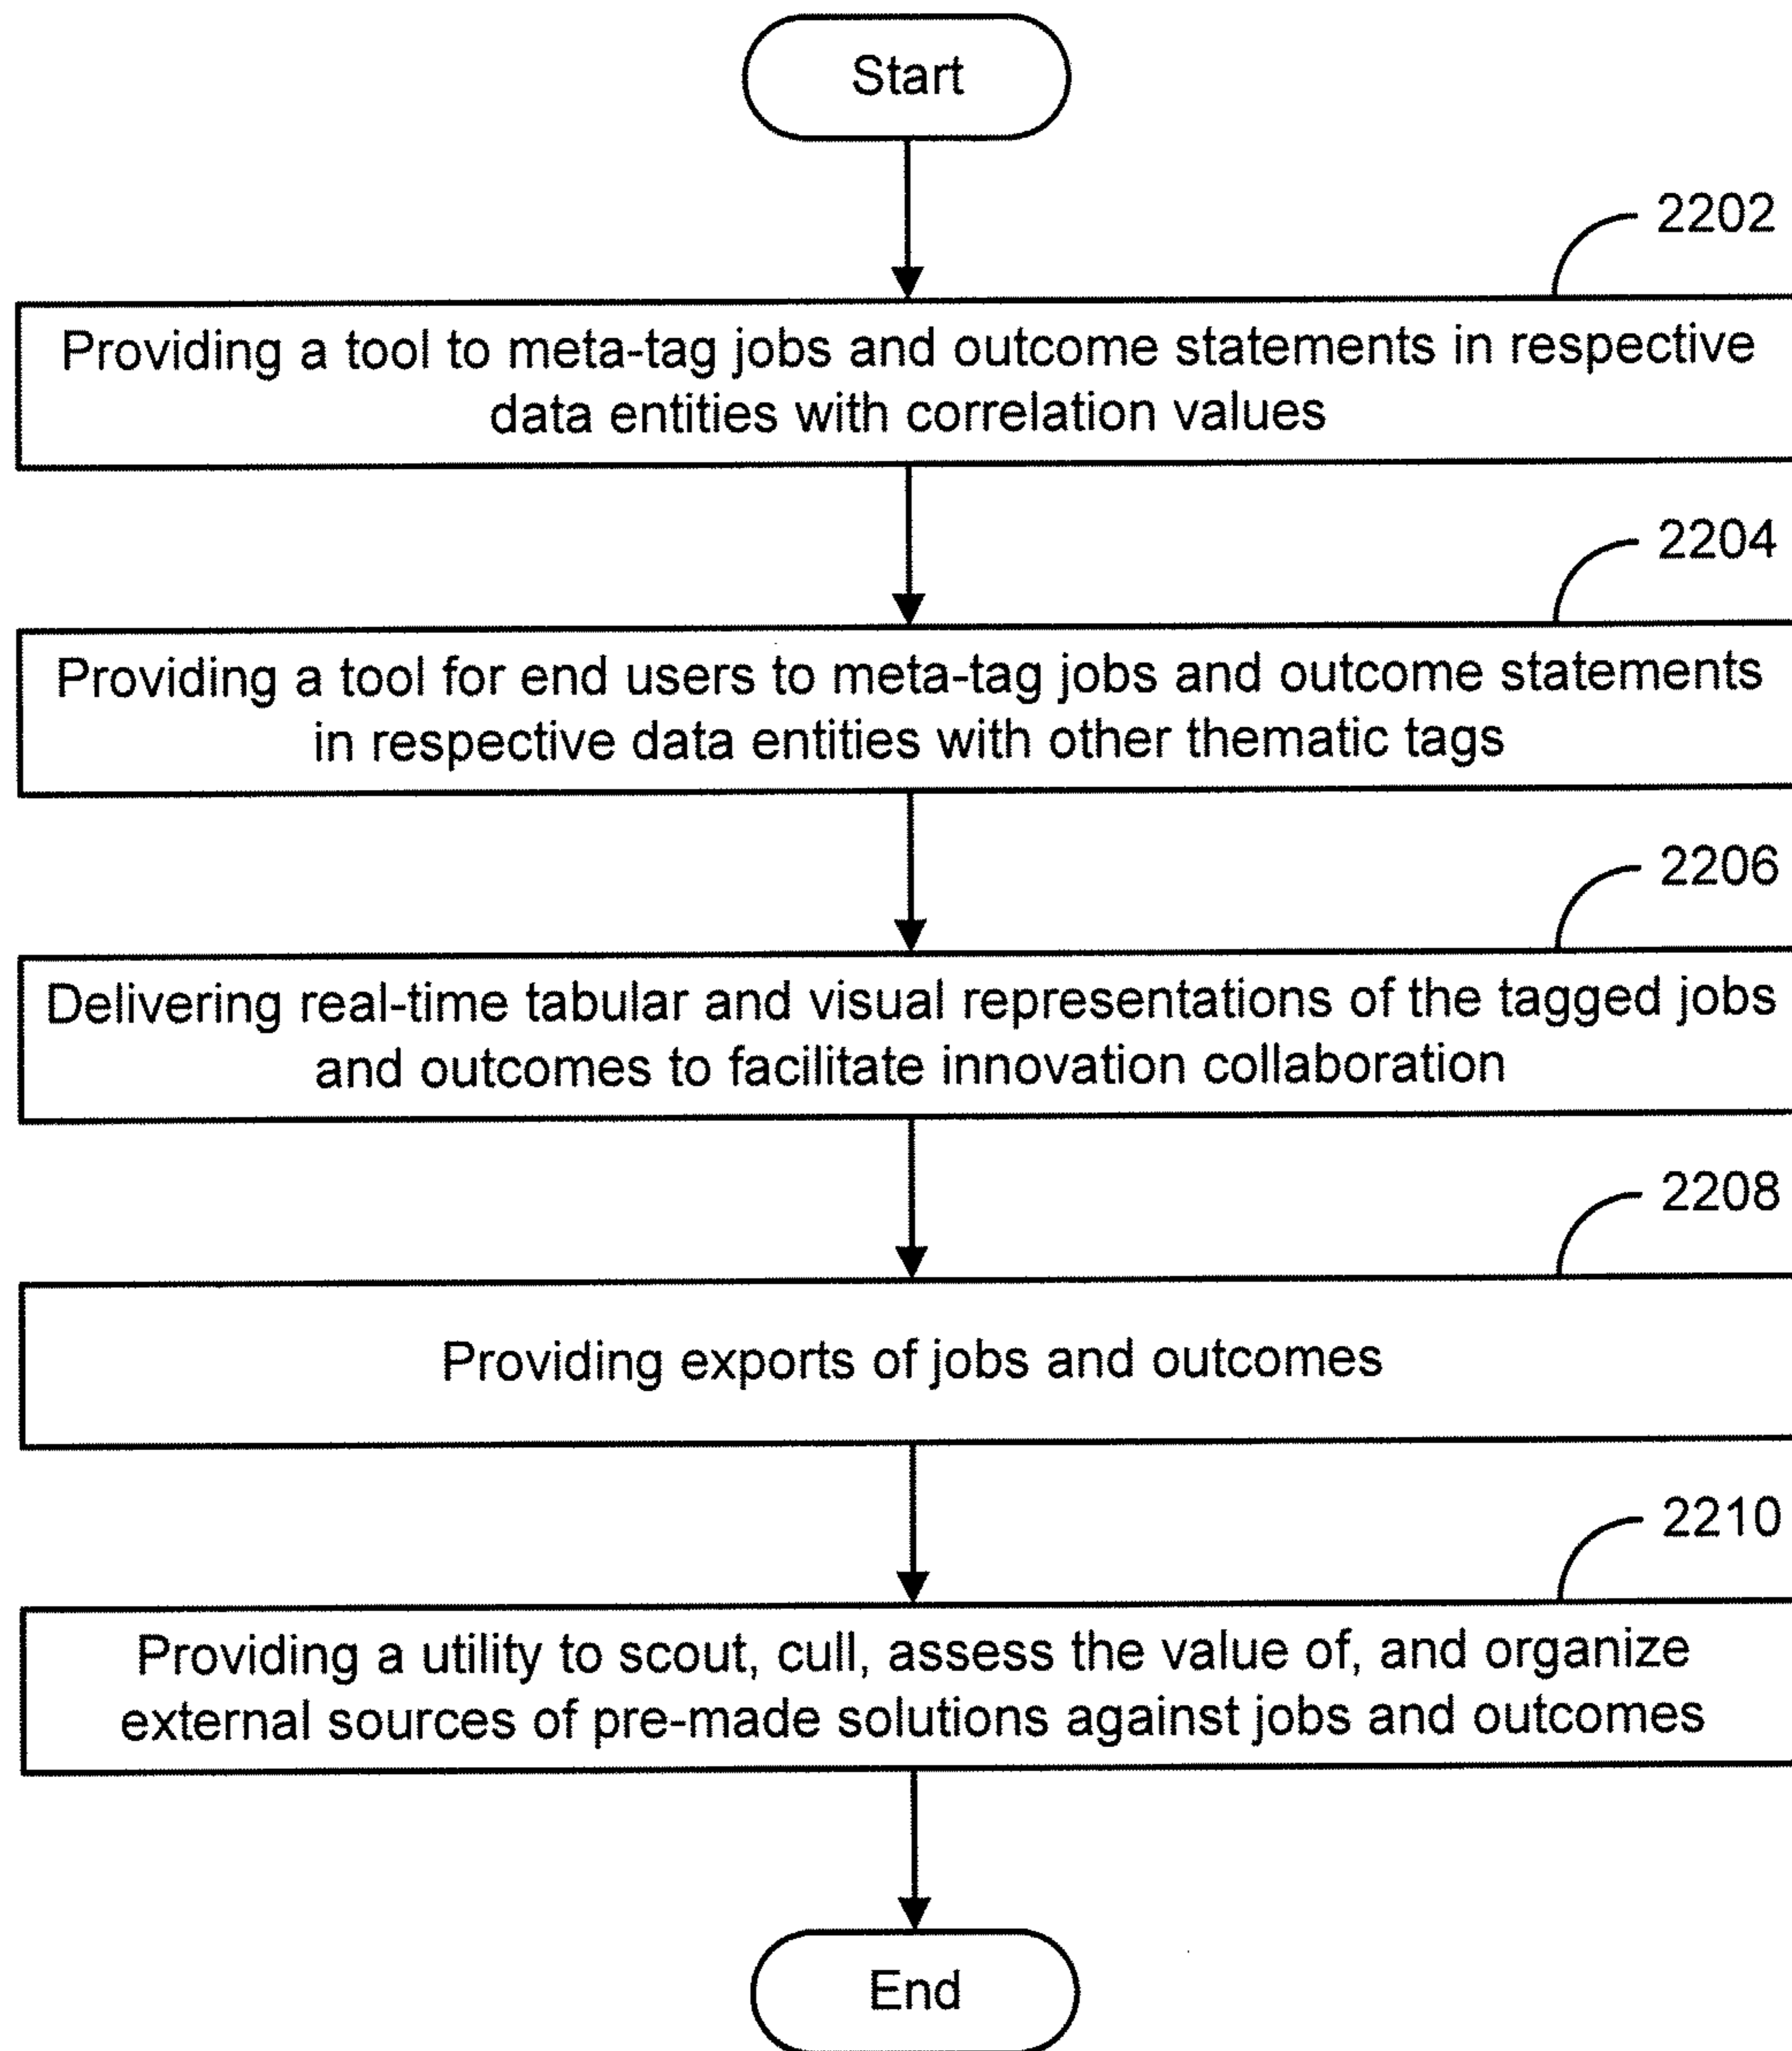 Start
2202
Providing a tool to meta-tag jobs and outcome statements in respective
data entities with correlation values
2204
Providing a tool for end users to meta-tag jobs and outcome statements
in respective data entities with other thematic tags
2206
Delivering real-time tabular and visual representations of the tagged jobs
and outcomes to facilitate innovation collaboration
2208
Providing exports of jobs and outcomes
2210
Providing a utility to scout, cull, assess the value of, and organize
external sources of pre-made solutions against jobs and outcomes
End